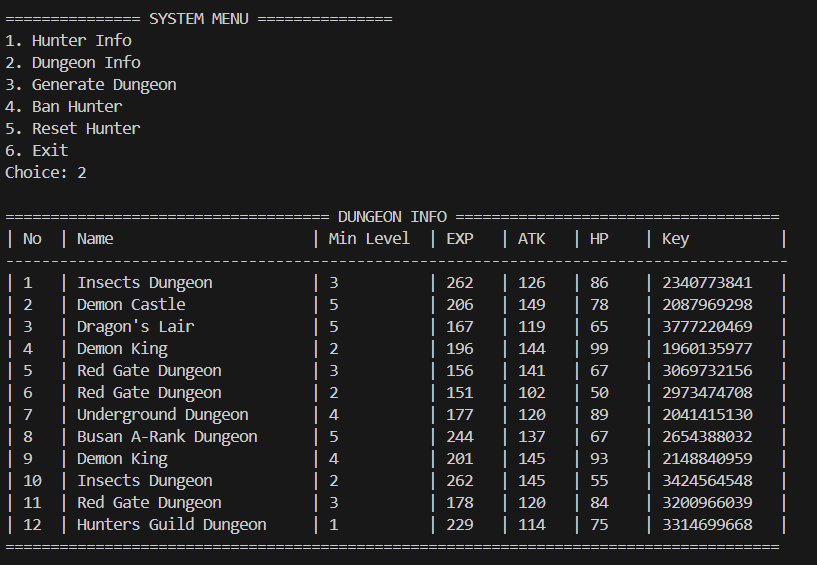 =============== SYSTEM MENU ===============
1. Hunter Info
2. Dungeon Info
3. Generate Dungeon
4. Ban Hunter
5. Reset Hunter
6. Exit
Choice: 2

==================================== DUNGEON INFO ====================================
| No  | Name                      | Min Level  | EXP   | ATK   | HP    | Key          |
---------------------------------------------------------------------------------------
| 1   | Insects Dungeon           | 3          | 262   | 126   | 86    | 2340773841   |
| 2   | Demon Castle              | 5          | 206   | 149   | 78    | 2087969298   |
| 3   | Dragon's Lair             | 5          | 167   | 119   | 65    | 3777220469   |
| 4   | Demon King                | 2          | 196   | 144   | 99    | 1960135977   |
| 5   | Red Gate Dungeon          | 3          | 156   | 141   | 67    | 3069732156   |
| 6   | Red Gate Dungeon          | 2          | 151   | 102   | 50    | 2973474708   |
| 7   | Underground Dungeon       | 4          | 177   | 120   | 89    | 2041415130   |
| 8   | Busan A-Rank Dungeon      | 5          | 244   | 137   | 67    | 2654388032   |
| 9   | Demon King                | 4          | 201   | 145   | 93    | 2148840959   |
| 10  | Insects Dungeon           | 2          | 262   | 145   | 55    | 3424564548   |
| 11  | Red Gate Dungeon          | 3          | 178   | 120   | 84    | 3200966039   |
| 12  | Hunters Guild Dungeon     | 1          | 229   | 114   | 75    | 3314699668   |
======================================================================================